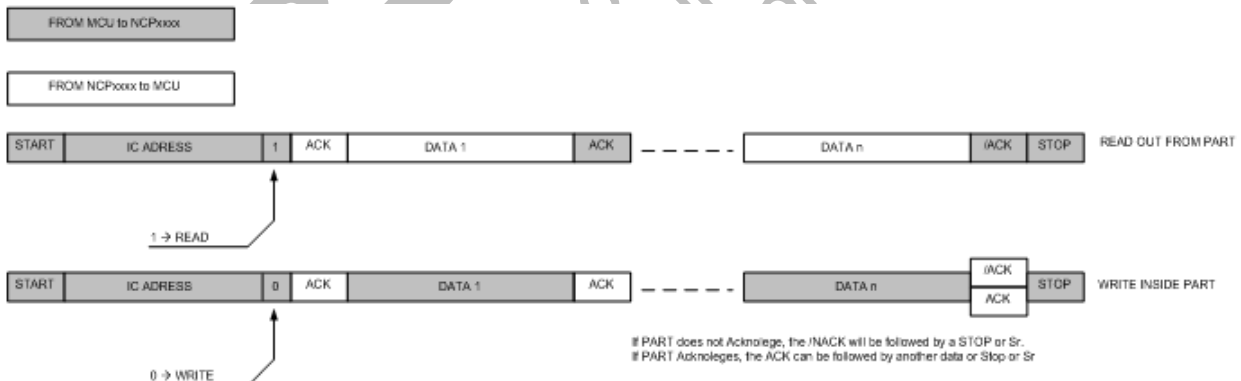 FROM MCU to NCPxxxx
FROM NCPxxxx to MCU
START IC ADRESS 1 ACK DATA 1 ACK DATA n /ACK STOP READ OUT FROM PART
1 → READ
/ACK
START IC ADRESS 0 ACK DATA 1 ACK DATA n STOP WRITE INSIDE PART
ACK
If PART does not Acknolege, the /NACK will be followed by a STOP or Sr.
If PART Acknoleges, the ACK can be followed by another data or Stop or Sr
0 → WRITE